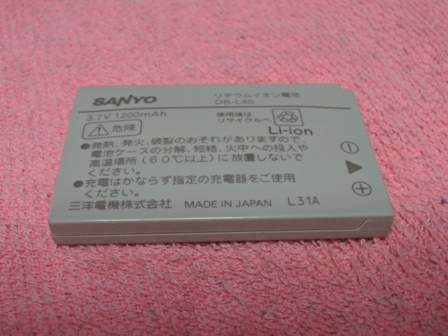 SANYO リチウムイオン電池
DB-L40
3.7V 1200mAh
危険 使用後は
リサイクルへ
Li-ion
●発熱、発火、破裂のおそれがありますので、
電池ケースの分解、短絡、火中への投入や
高温場所(60℃以上)に放置しないで
ください。
●充電はかならず指定の充電器をご使用
ください。
三洋電機株式会社 MADE IN JAPAN L31A